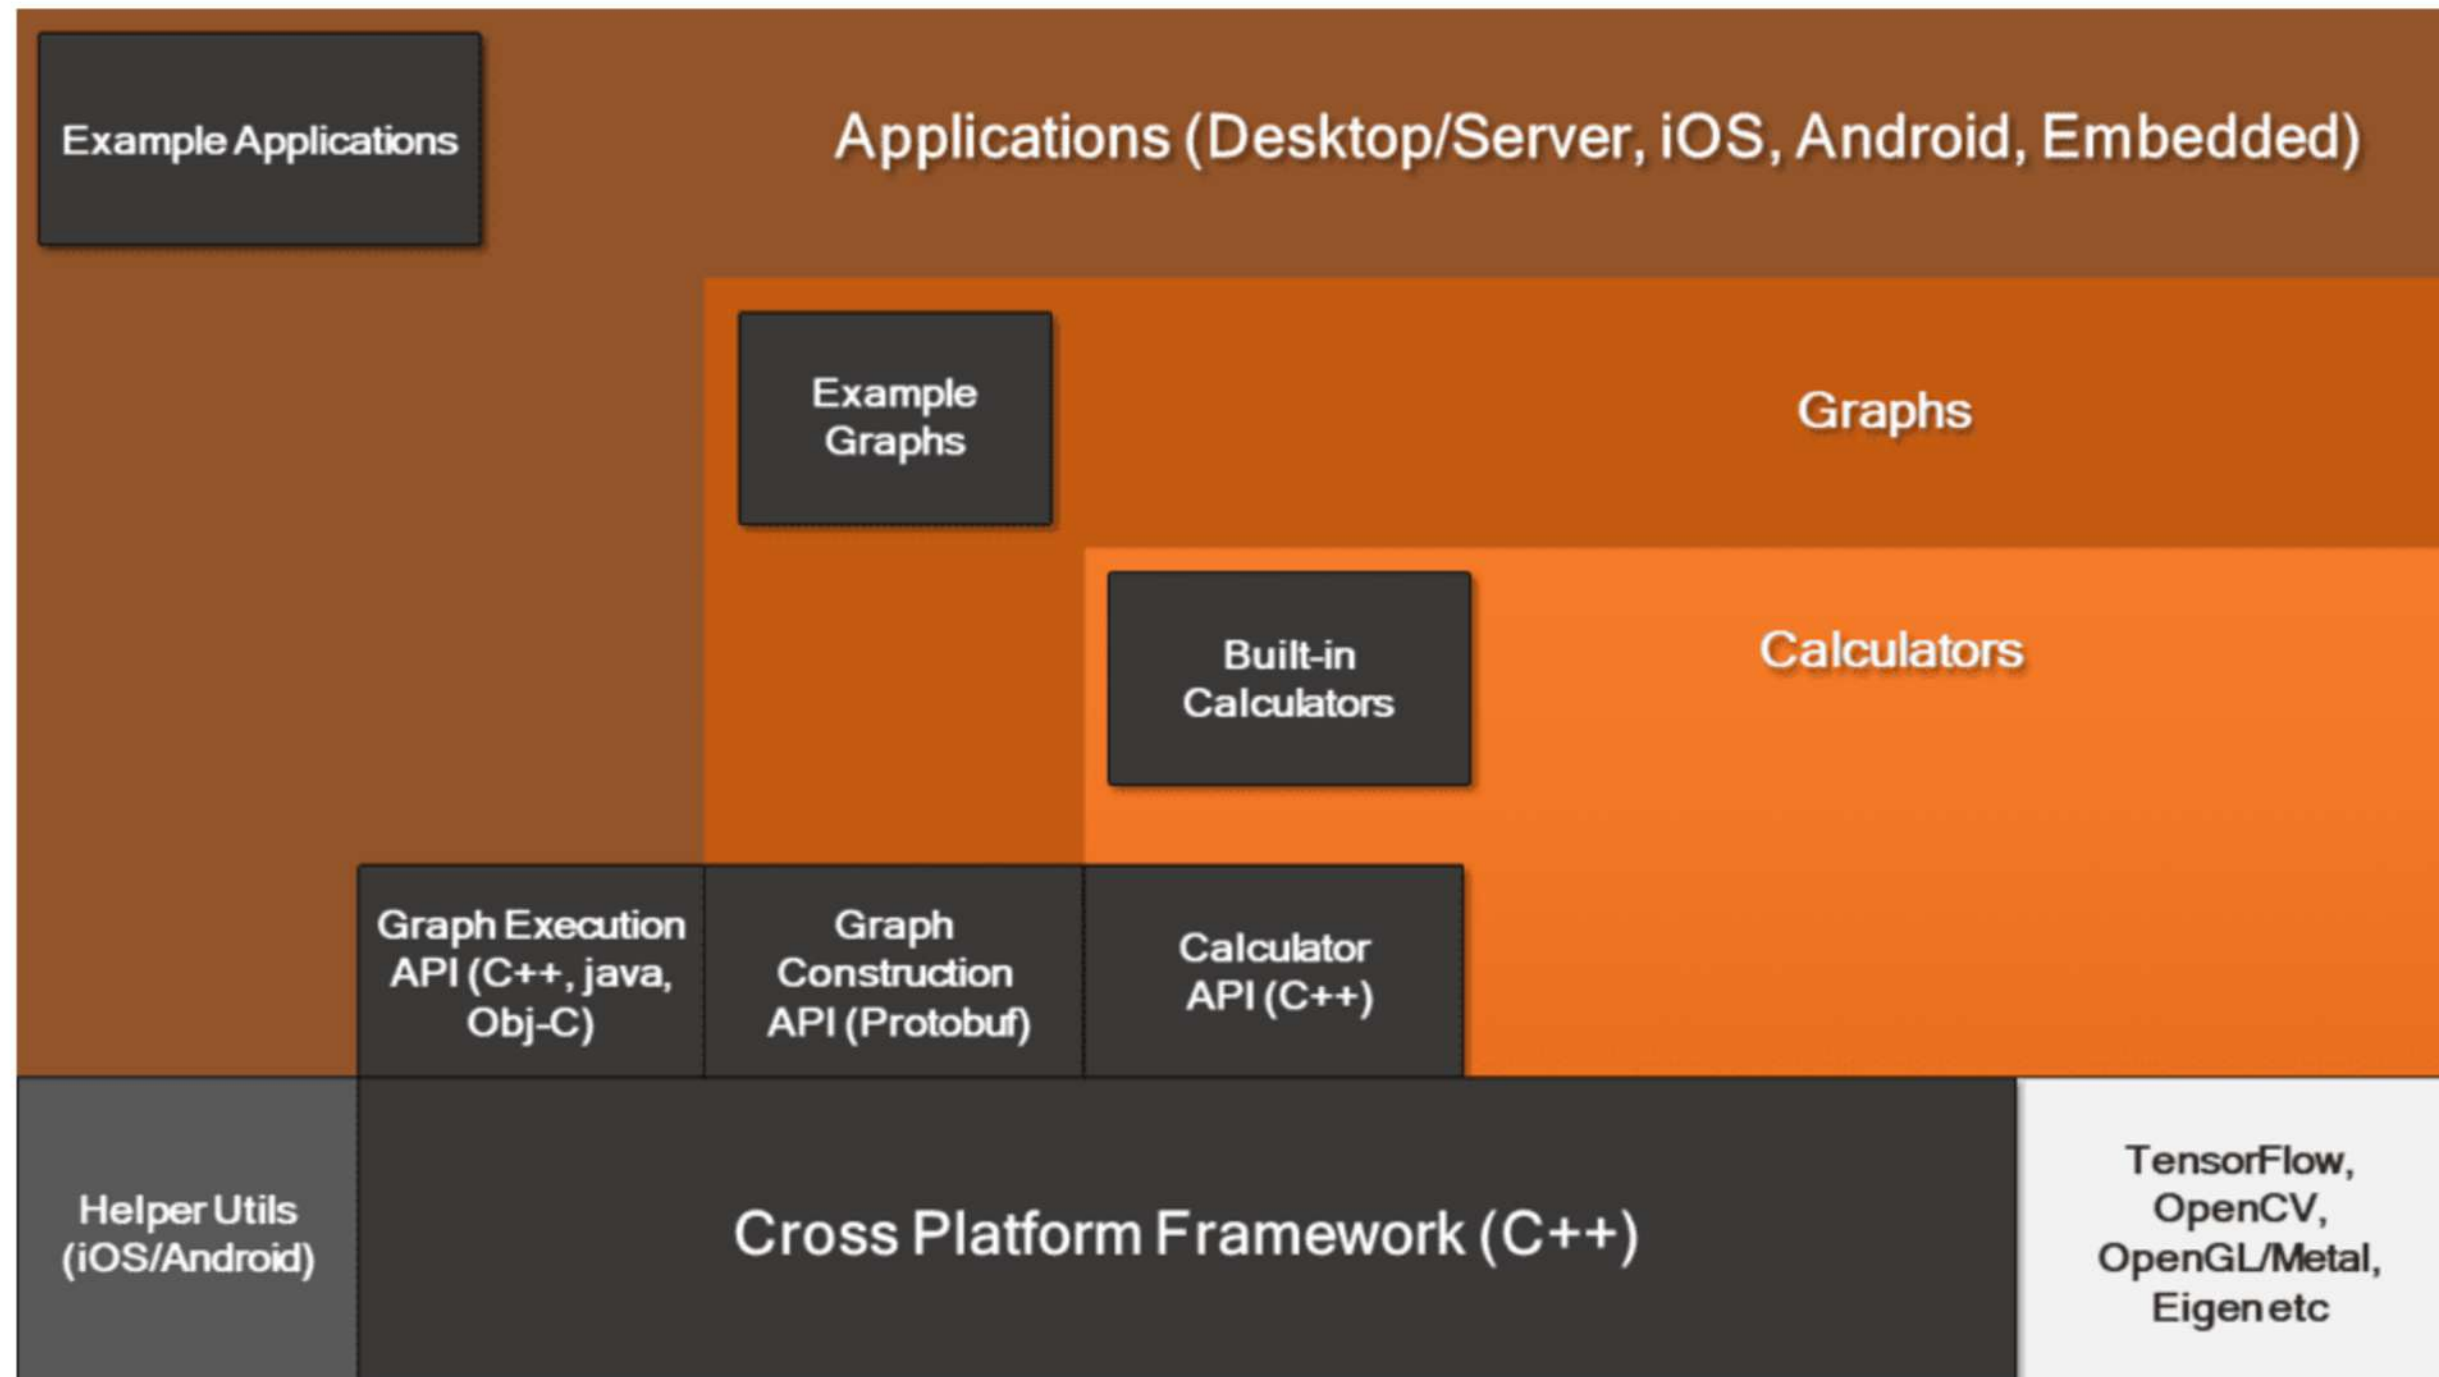 Example Applications
Applications (Desktop/Server, iOS, Android, Embedded)
Example
Graphs
Graphs
Built-in
Calculators
Calculators
Graph Execution
API (C++, java,
Obj-C)
Graph
Construction
API (Protobuf)
Calculator
API (C++)
Helper Utils
(iOS/Android)
Cross Platform Framework (C++)
TensorFlow,
OpenCV,
OpenGL/Metal,
Eigen etc